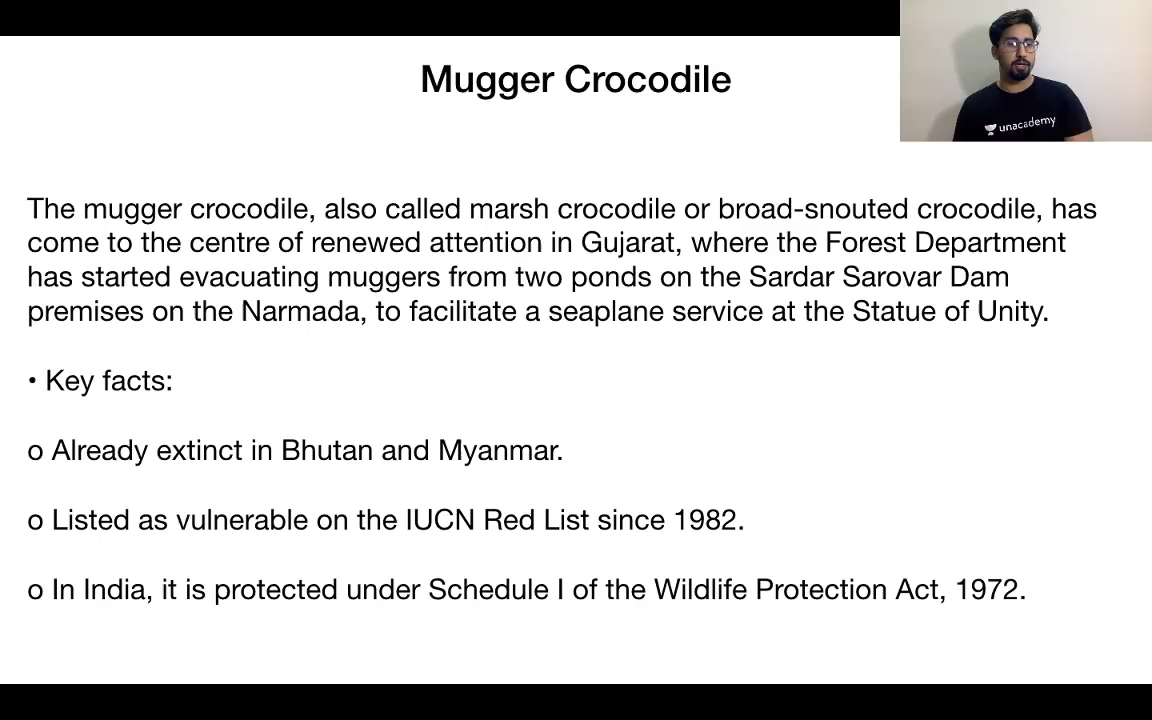 Mugger Crocodile
unacademy
The mugger crocodile, also called marsh crocodile or broad-snouted crocodile, has
come to the centre of renewed attention in Gujarat, where the Forest Department
has started evacuating muggers from two ponds on the Sardar Sarovar Dam
premises on the Narmada, to facilitate a seaplane service at the Statue of Unity.
• Key facts:
o Already extinct in Bhutan and Myanmar.
o Listed as vulnerable on the IUCN Red List since 1982.
o In India, it is protected under Schedule I of the Wildlife Protection Act, 1972.